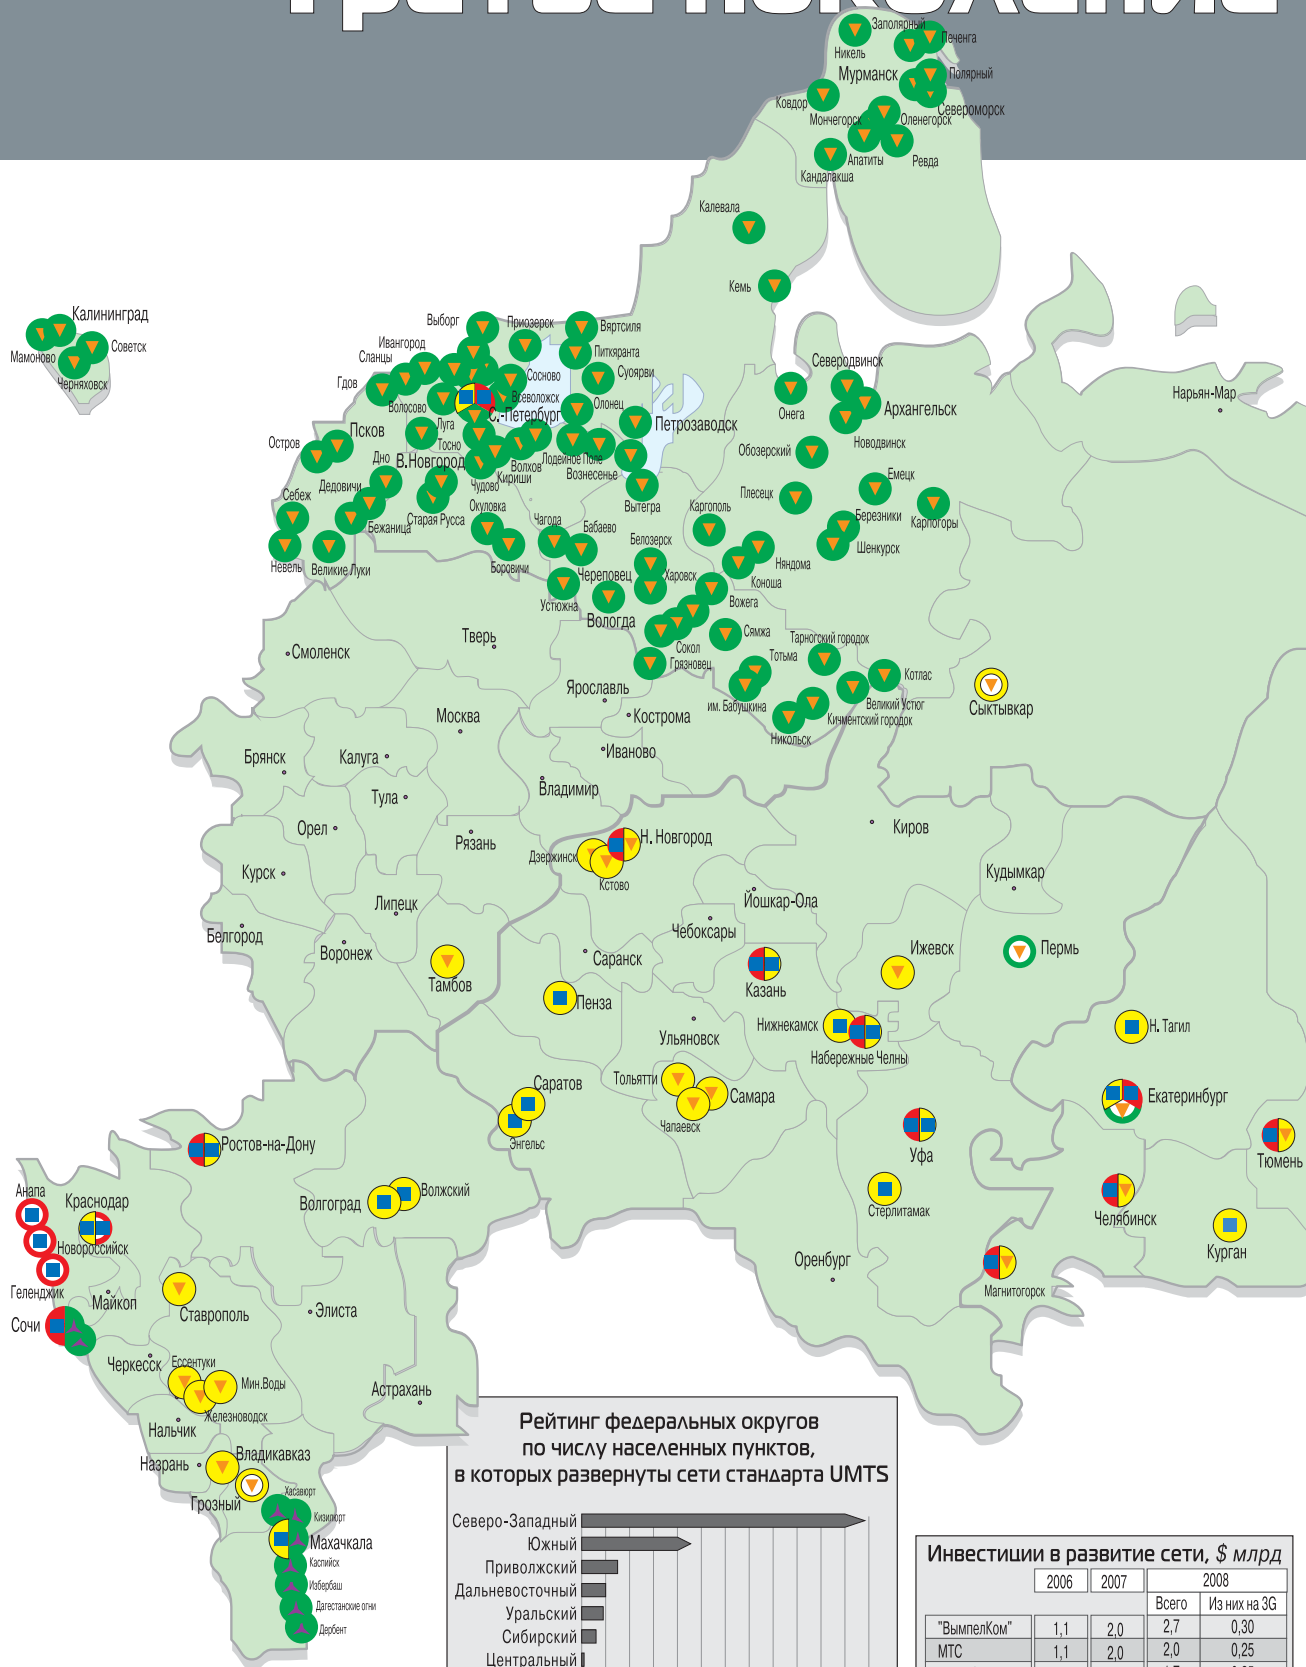 Третье поколение
Заполярный
Никель
Печенга
Мурманск
Полярный
Ковдор
Североморск
Мончегорск
Оленегорск
Апатиты
Ревда
Кандалакша
Калевала
Кемь
Калининград
Мамоново
Советск
Черняховск
Выборг
Приозерск
Вяртсиля
Ивангород
Сланцы
Питкяранта
Гдов
Сосново
Суоярви
Волосово
Всеволожск
Олонец
С.-Петербург
Петрозаводск
Северодвинск
Онега
Архангельск
Новодвинск
Нарьян-Мар
Остров
Псков
Луга
Тосно
Обозерский
Дно
В.Новгород
Волхов
Лодейное Поле
Кириши
Вознесенье
Дедовичи
Чудово
Себеж
Старая Русса
Окуловка
Вытегра
Плесецк
Емецк
Бежаница
Чагода
Бабаево
Каргополь
Березники
Карпогоры
Невель
Великие Луки
Боровичи
Белозерск
Няндома
Шенкурск
Череповец
Харовск
Коноша
Устюжна
Вожега
Вологда
Сямжа
Тарногский городок
Тверь
Сокол
Смоленск
Грязновец
Тотьма
Котлас
Ярославль
им. Бабушкина
Великий Устюг
Сыктывкар
Москва
Кострома
Кичментский городок
Никольск
Брянск
Калуга
Иваново
Тула
Владимир
Орел
Рязань
Дзержинск
Н. Новгород
Киров
Курск
Кстово
Кудымкар
Липецк
Йошкар-Ола
Белгород
Чебоксары
Воронеж
Саранск
Ижевск
Пермь
Тамбов
Казань
Пенза
Ульяновск
Нижнекамск
Н. Тагил
Набережные Челны
Саратов
Тольятти
Самара
Екатеринбург
Энгельс
Чапаевск
Ростов-на-Дону
Уфа
Тюмень
Анапа
Краснодар
Волгоград
Волжский
Стерлитамак
Челябинск
Новороссийск
Курган
Геленджик
Оренбург
Магнитогорск
Майкоп
Ставрополь
Элиста
Сочи
Черкесск
Ессентуки
Мин.Воды
Астрахань
Железноводск
Нальчик
Владикавказ
Назрань
Грозный
Хасавюрт
Кизилюрт
Махачкала
Каспийск
Избербаш
Дагестанские огни
Дербент
Рейтинг федеральных округов
по числу населенных пунктов,
в которых развернуты сети стандарта UMTS
Северо-Западный
Южный
Приволжский
Дальневосточный
Уральский
Сибирский
Центральный
Инвестиции в развитие сети, $ млрд
2006 2007 2008
Всего Из них на 3G
"ВымпелКом" 1,1 2,0 2,7 0,30
МТС 1,1 2,0 2,0 0,25